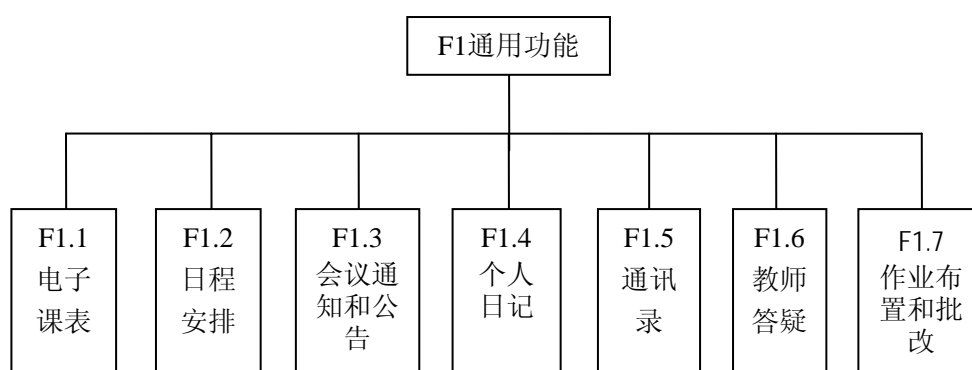 F1通用功能
F1.1
电子
课表
F1.2
日程
安排
F1.3
会议通
知和公
告
F1.4
个人
日记
F1.5
通讯
录
F1.6
教师
答疑
F1.7
作业布
置和批
改